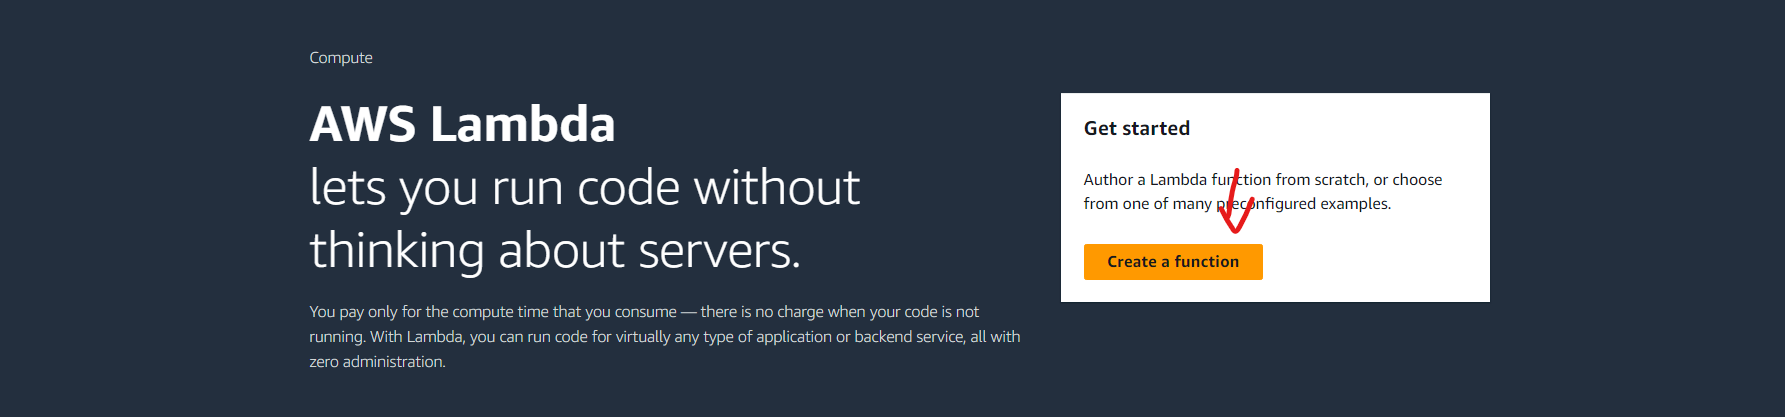 Compute
AWS Lambda
lets you run code without
thinking about servers.
You pay only for the compute time that you consume — there is no charge when your code is not
running. With Lambda, you can run code for virtually any type of application or backend service, all with
zero administration.
Get started
Author a Lambda function from scratch, or choose
from one of many preconfigured examples.
Create a function